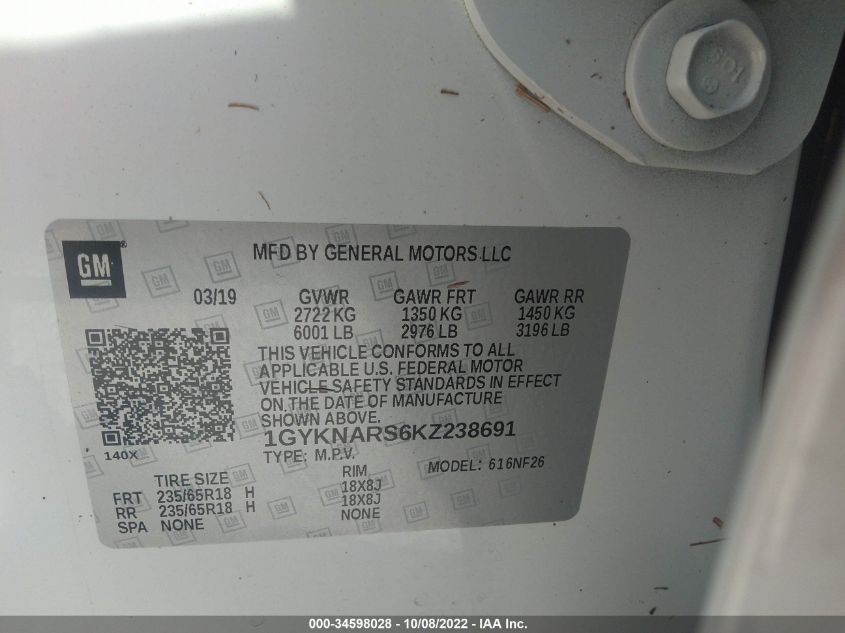 HJS
GM
MFD BY GENERAL MOTORS LLC
03/19 GVWR GAWR FRT GAWR RR
2722 KG 1350 KG 1450 KG
6001 LB 2976 LB 3196 LB
THIS VEHICLE CONFORMS TO ALL
APPLICABLE U.S. FEDERAL MOTOR
VEHICLE SAFETY STANDARDS IN EFFECT
ON THE DATE OF MANUFACTURE
SHOWN ABOVE.
1GYKNARS6KZ238691
140X
TYPE: M.P.V. MODEL: 616NF26
TIRE SIZE RIM
FRT 235/65R18 H 18X8J
RR 235/65R18 H 18X8J
SPA NONE NONE
000-34598028 - 10/08/2022 - IAA Inc.